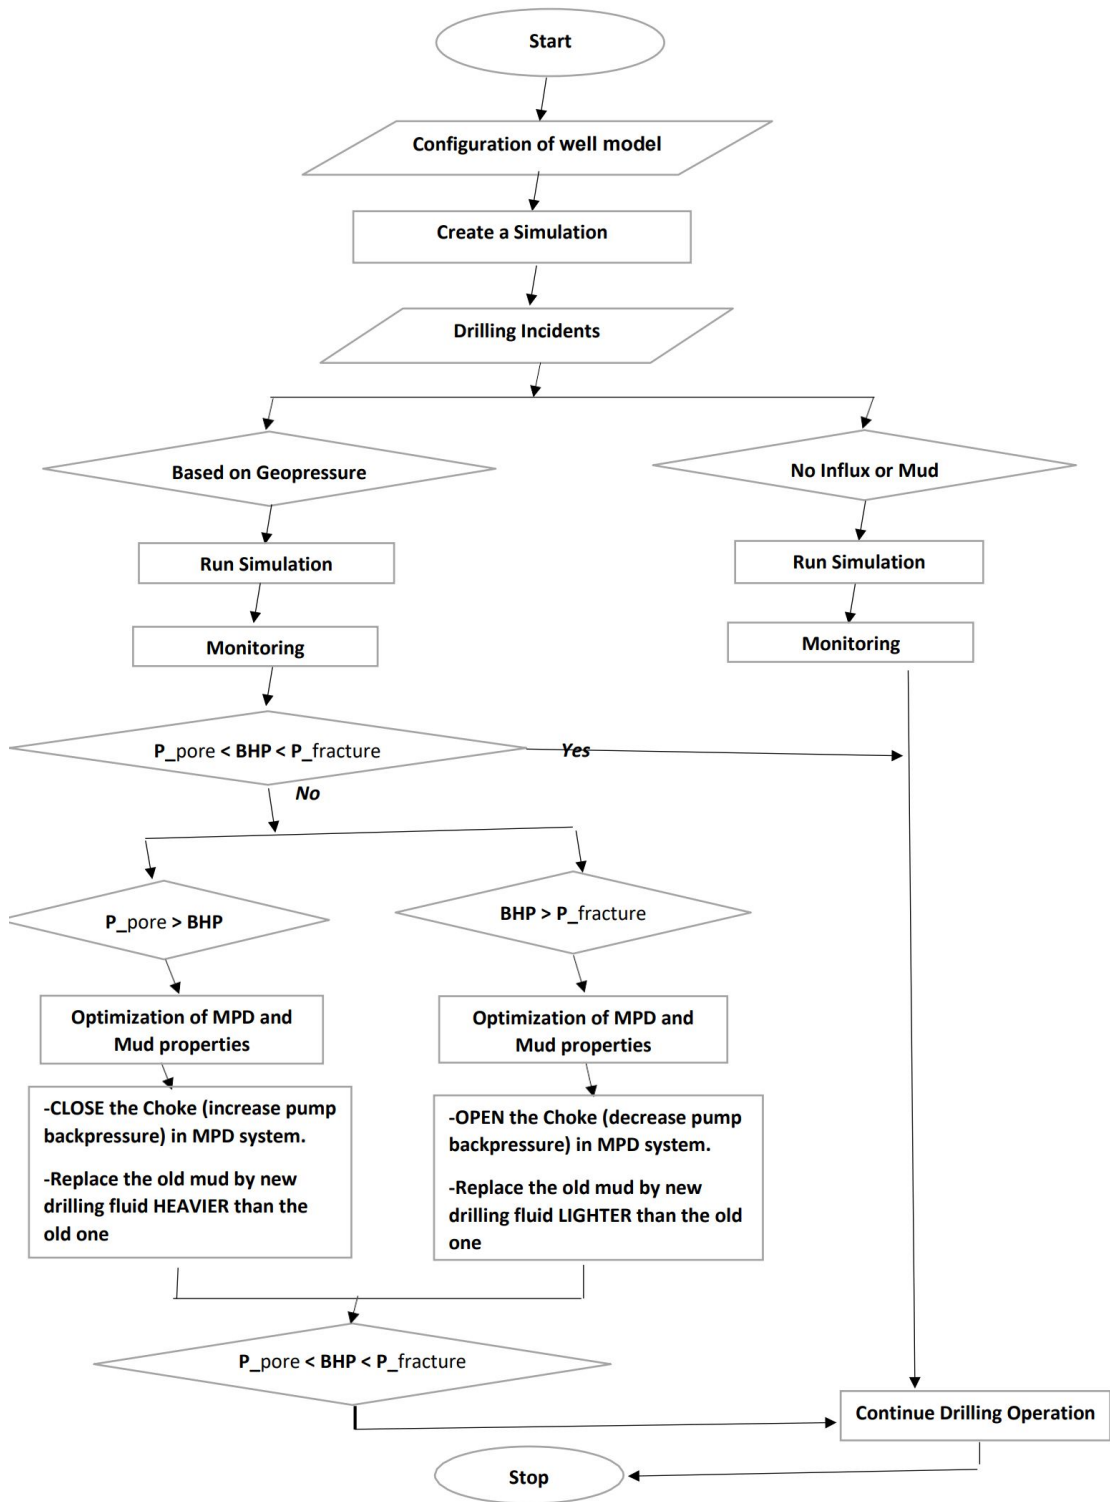 Start
Configuration of well model
Create a Simulation
Drilling Incidents
Based on Geopressure
No Influx or Mud
Run Simulation
Run Simulation
Monitoring
Monitoring
P_pore < BHP < P_fracture
Yes
No
P_pore > BHP
BHP > P_fracture
Optimization of MPD and
Mud properties
Optimization of MPD and
Mud properties
-CLOSE the Choke (increase pump
backpressure) in MPD system.
-Replace the old mud by new
drilling fluid HEAVIER than the
old one
-OPEN the Choke (decrease pump
backpressure) in MPD system.
-Replace the old mud by new
drilling fluid LIGHTER than the old
one
P_pore < BHP < P_fracture
Continue Drilling Operation
Stop